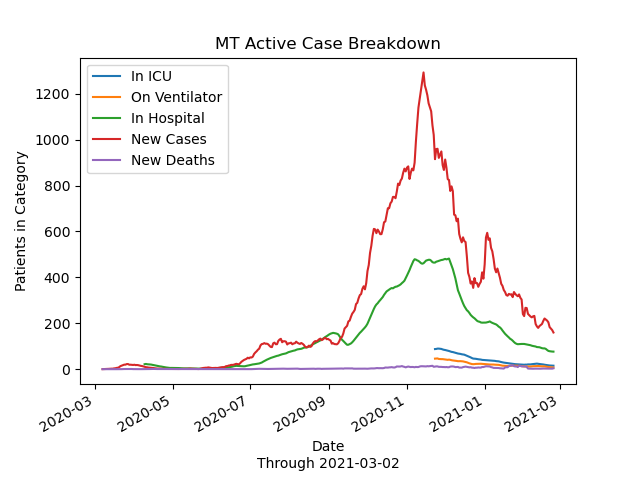 MT Active Case Breakdown
In ICU
On Ventilator
In Hospital
New Cases
New Deaths
Patients in Category
1200
1000
800
600
400
200
0
2020-03
2020-05
2020-07
2020-09
2020-11
2021-01
2021-03
Date
Through 2021-03-02